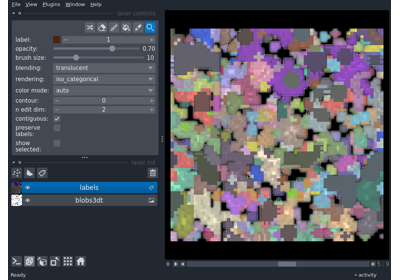 File View Plugins Window Help
layer controls
label: 1
opacity: 0.70
brush size: 10
blending: translucent
rendering: iso_categorical
color mode: auto
contour: 0
n edit dim: 2
contiguous:
preserve
labels:
show
selected:
layer list
labels
blobs3dt
Ready
activity